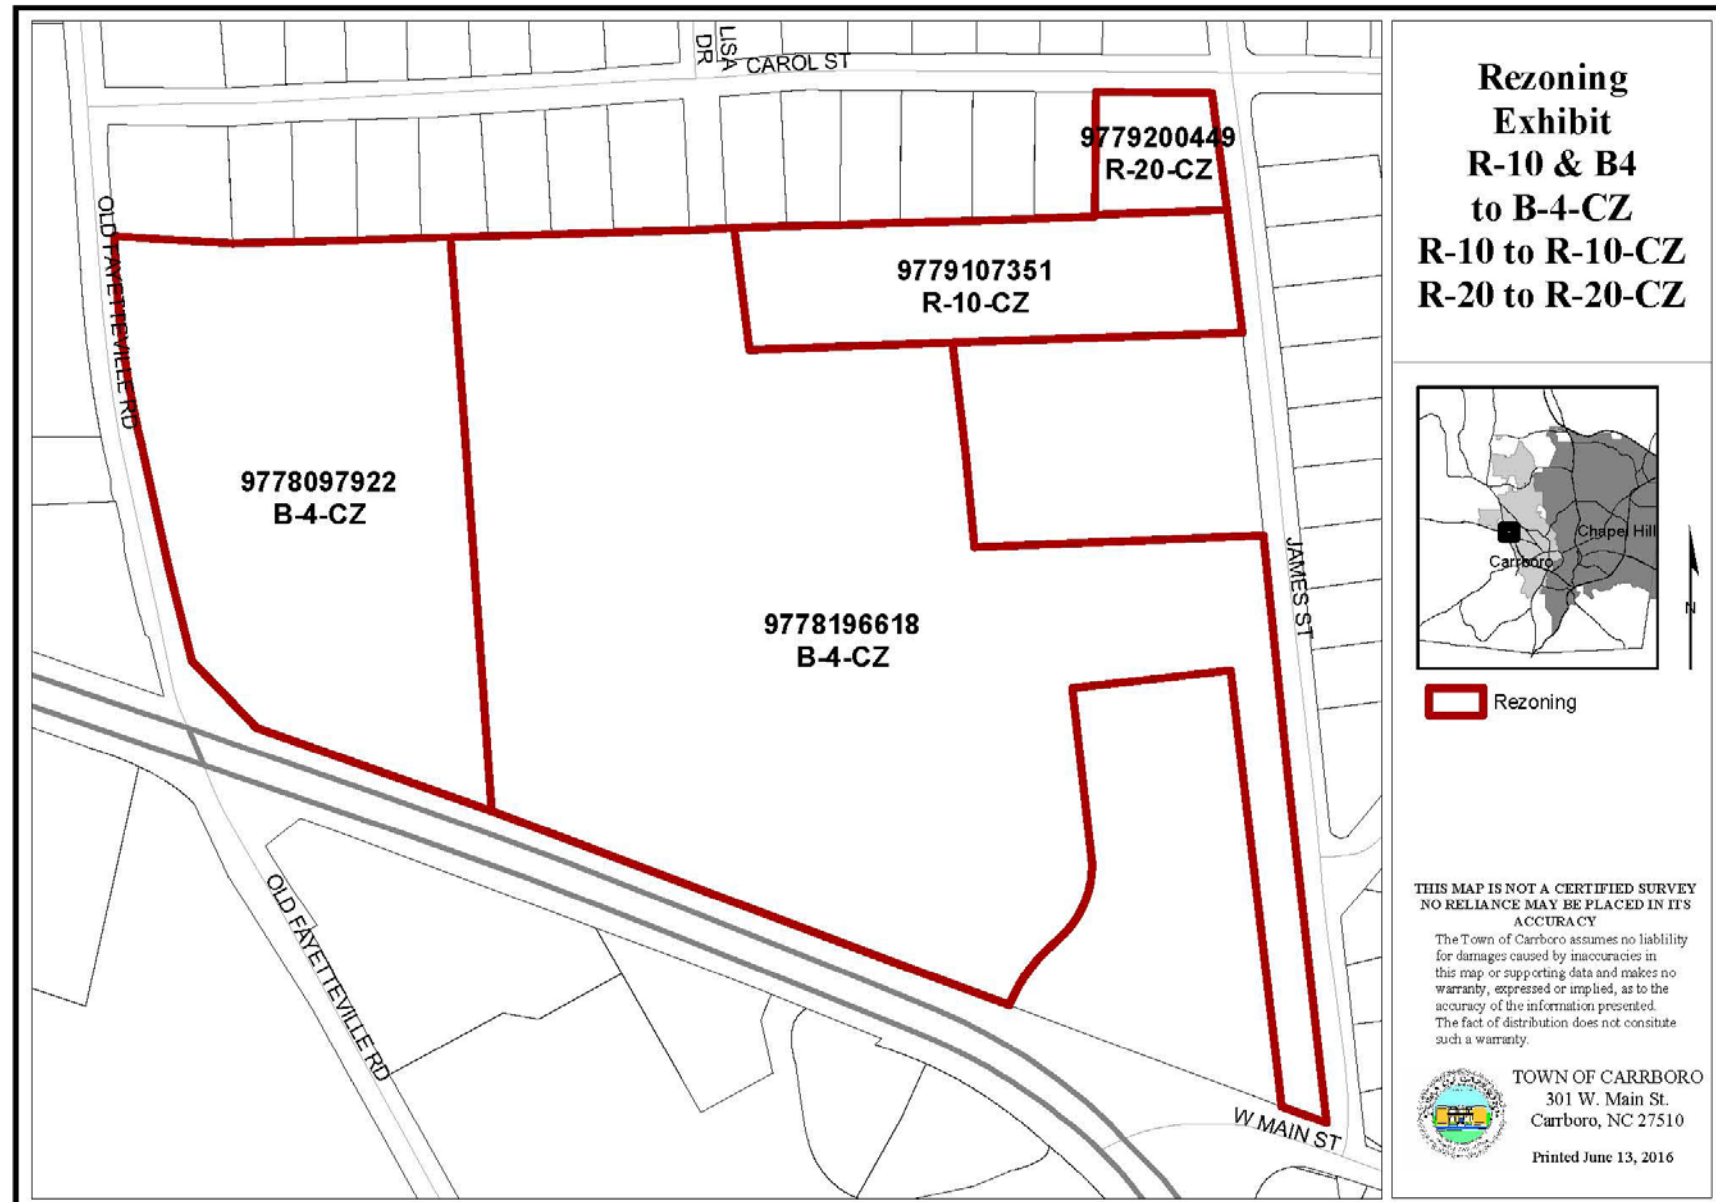 LISA
DR
CAROL ST
9779200449
R-20-CZ
OLD FAYETTEVILLE RD
9779107351
R-10-CZ
9778097922
B-4-CZ
JAMES ST
9778196618
B-4-CZ
OLD FAYETTEVILLE RD
W MAIN ST
Rezoning
Exhibit
R-10 & B4
to B-4-CZ
R-10 to R-10-CZ
R-20 to R-20-CZ
Chapel Hill
Carrboro
N
Rezoning
THIS MAP IS NOT A CERTIFIED SURVEY
NO RELIANCE MAY BE PLACED IN ITS
ACCURACY
The Town of Carrboro assumes no liablility
for damages caused by inaccuracies in
this map or supporting data and makes no
warranty, expressed or implied, as to the
accuracy of the information presented.
The fact of distribution does not consitute
such a warranty.
TOWN OF CARRBORO
301 W. Main St.
Carrboro, NC 27510
Printed June 13, 2016